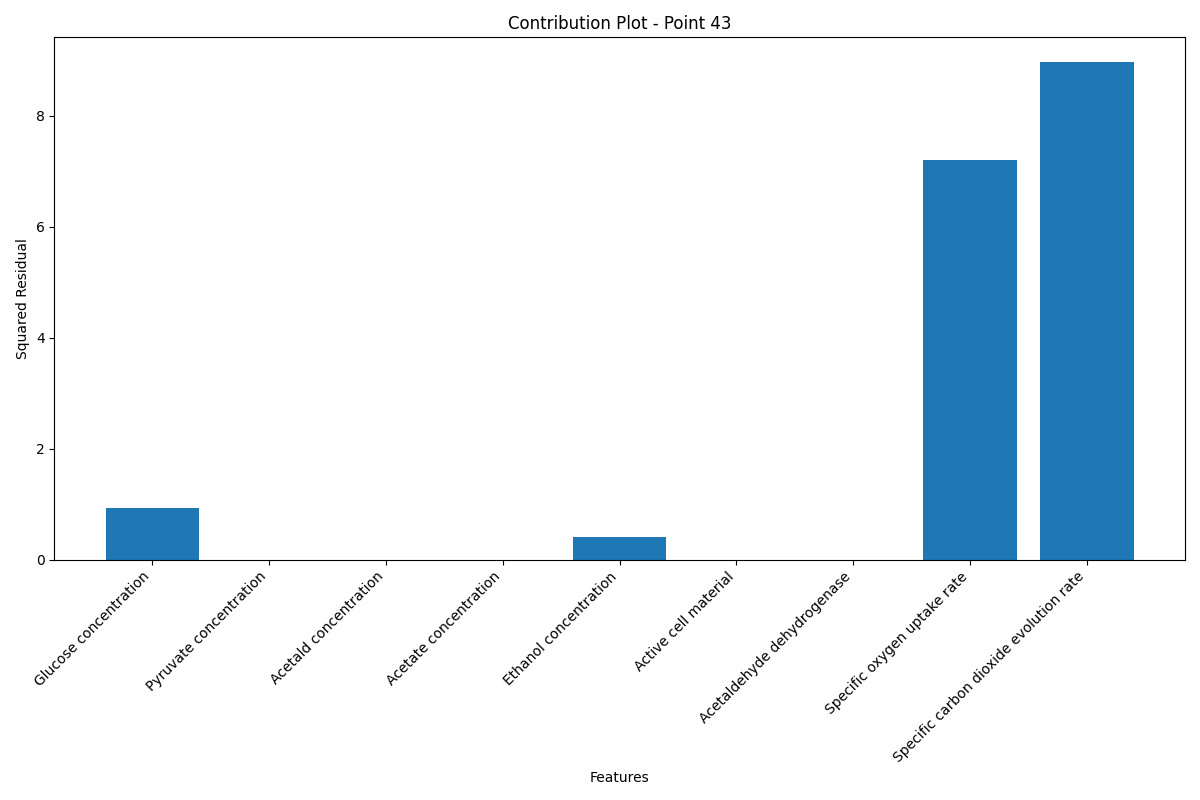 Contribution Plot - Point 43
Squared Residual
8
6
4
2
0
Glucose concentration
Pyruvate concentration
Acetald concentration
Acetate concentration
Ethanol concentration
Active cell material
Acetaldehyde dehydrogenase
Specific oxygen uptake rate
Specific carbon dioxide evolution rate
Features